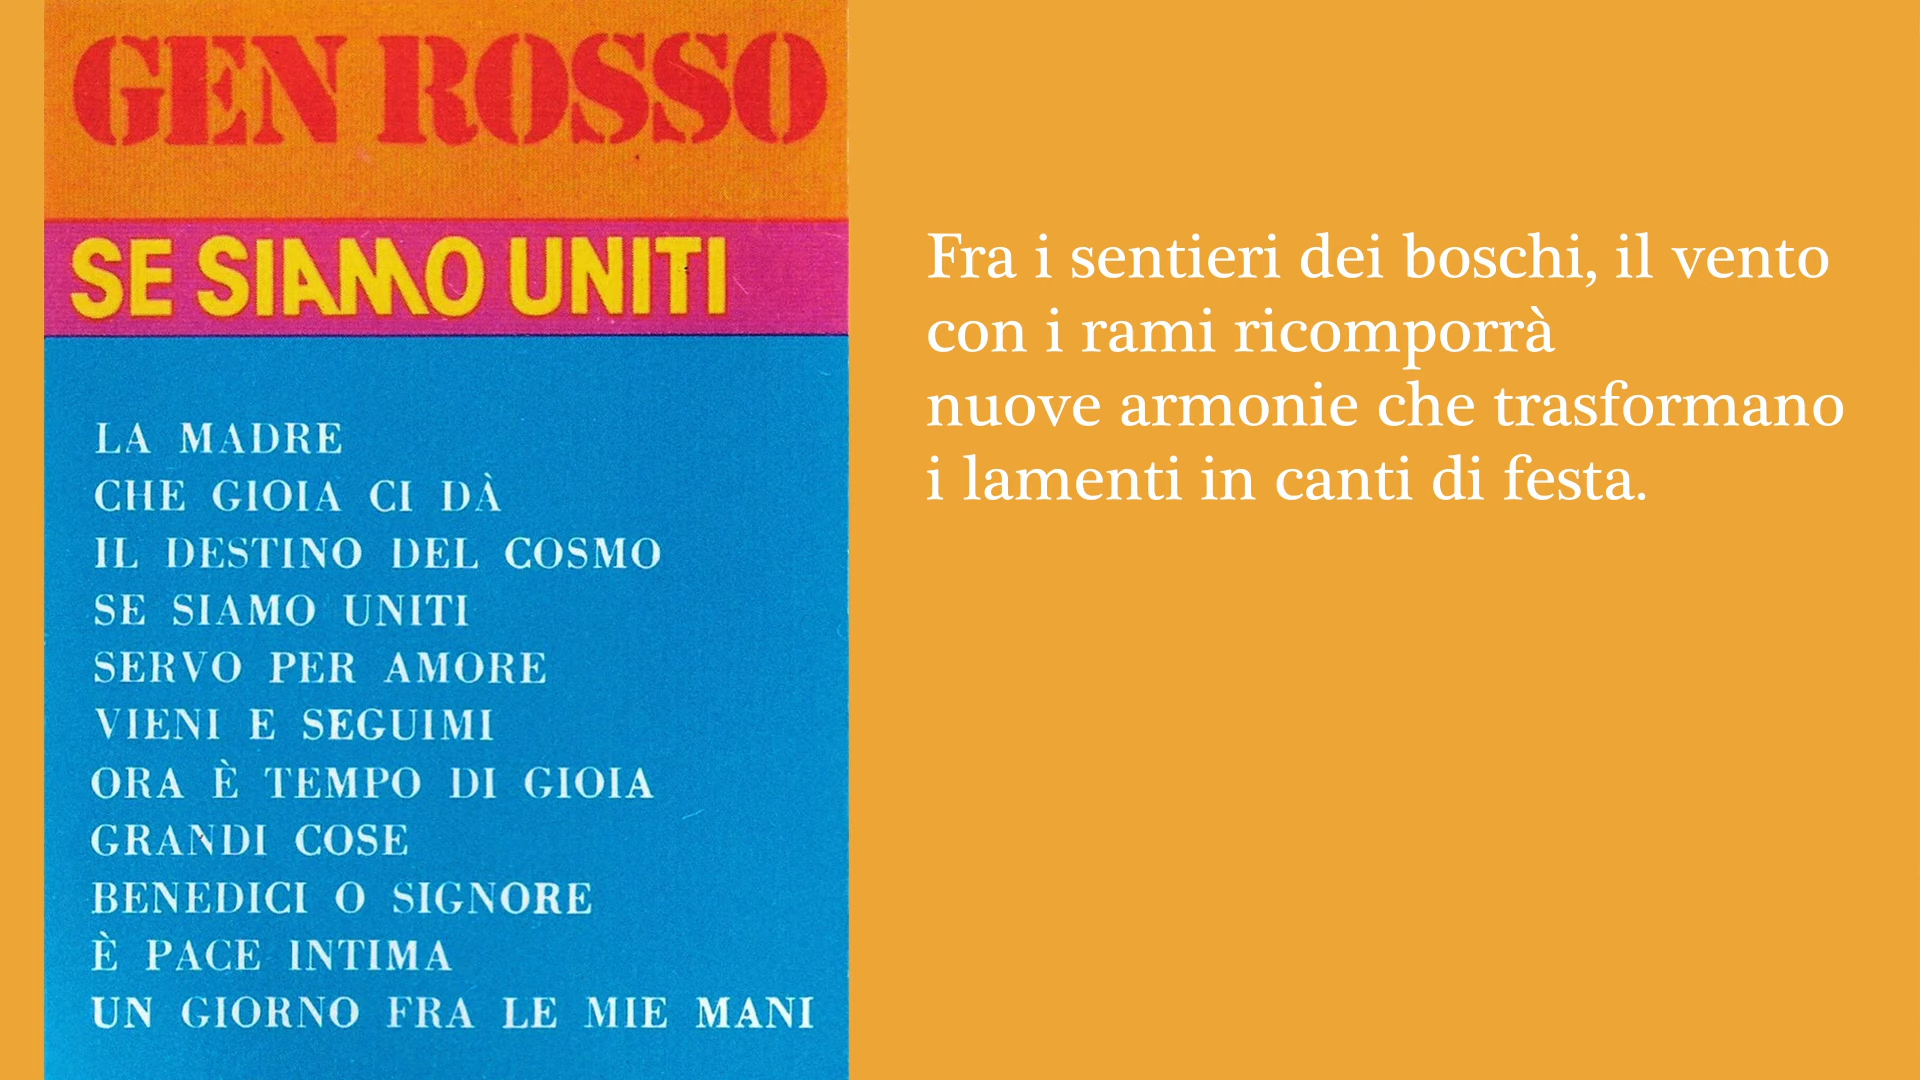 GEN ROSSO
SE SIAMO UNITI
LA MADRE
CHE GIOIA CI DÀ
IL DESTINO DEL COSMO
SE SIAMO UNITI
SERVO PER AMORE
VIENI E SEGUIMI
ORA È TEMPO DI GIOIA
GRANDI COSE
BENEDICI O SIGNORE
È PACE INTIMA
UN GIORNO FRA LE MIE MANI
Fra i sentieri dei boschi, il vento
con i rami ricomporrà
nuove armonie che trasformano
i lamenti in canti di festa.